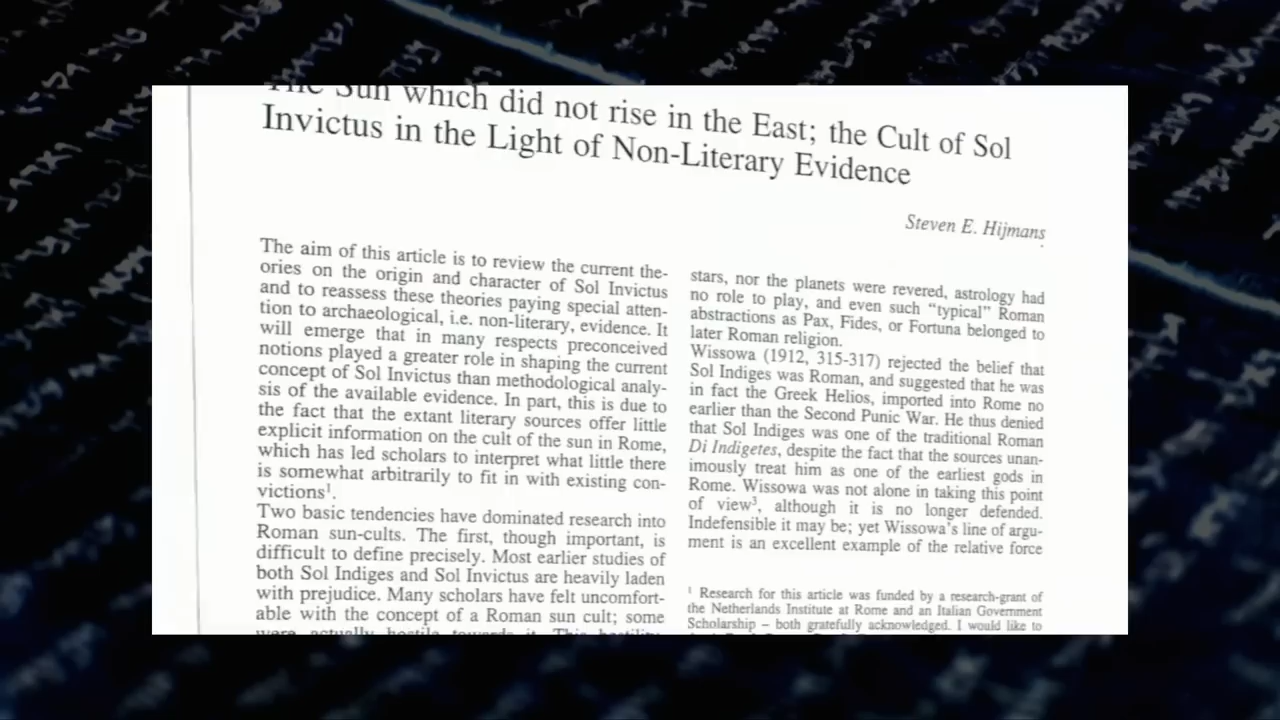 The Sun which did not rise in the East; the Cult of Sol
Invictus in the Light of Non-Literary Evidence
Steven E. Hijmans
The aim of this article is to review the current the-
ories on the origin and character of Sol Invictus
and to reassess these theories paying special atten-
tion to archaeological, i.e. non-literary, evidence. It
will emerge that in many respects preconceived
notions played a greater role in shaping the current
concept of Sol Invictus than methodological analy-
sis of the available evidence. In part, this is due to
the fact that the extant literary sources offer little
explicit information on the cult of the sun in Rome,
which has led scholars to interpret what little there
is somewhat arbitrarily to fit in with existing con-
victions¹.
Two basic tendencies have dominated research into
Roman sun-cults. The first, though important, is
difficult to define precisely. Most earlier studies of
both Sol Indiges and Sol Invictus are heavily laden
with prejudice. Many scholars have felt uncomfort-
able with the concept of a Roman sun cult; some
were actually hostile towards it. This hostility,
stars, nor the planets were revered, astrology had
no role to play, and even such “typical” Roman
abstractions as Pax, Fides, or Fortuna belonged to
later Roman religion.
Wissowa (1912, 315-317) rejected the belief that
Sol Indiges was Roman, and suggested that he was
in fact the Greek Helios, imported into Rome no
earlier than the Second Punic War. He thus denied
that Sol Indiges was one of the traditional Roman
Di Indigetes, despite the fact that the sources unan-
imously treat him as one of the earliest gods in
Rome. Wissowa was not alone in taking this point
of view³, although it is no longer defended.
Indefensible it may be; yet Wissowa's line of argu-
ment is an excellent example of the relative force
¹ Research for this article was funded by a research-grant of
the Netherlands Institute at Rome and an Italian Government
Scholarship – both gratefully acknowledged. I would like to